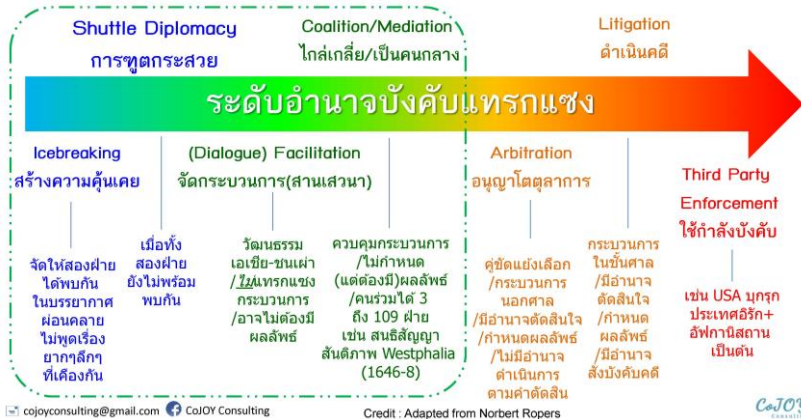 Shuttle Diplomacy
การฑูตกระสวย
Coalition/Mediation
ไกล่เกลี่ย/เป็นคนกลาง
Litigation
ดำเนินคดี
ระดับอำนาจบังคับแทรกแซง
Icebreaking
สร้างความคุ้นเคย
(Dialogue) Facilitation
จัดกระบวนการ(สานเสวนา)
Arbitration
อนุญาโตตุลาการ
Third Party
Enforcement
ใช้กำลังบังคับ
จัดให้สองฝ่าย
ได้พบกัน
ในบรรยากาศ
ผ่อนคลาย
ไม่พูดเรื่อง
ยากๆลึกๆ
ที่เคืองกัน
เมื่อทั้ง
สองฝ่าย
ยังไม่พร้อม
พบกัน
วัฒนธรรม
เอเชีย-ชนเผ่า
/ไม่แทรกแซง
กระบวนการ
/อาจไม่ต้องมี
ผลลัพธ์
ควบคุมกระบวนการ
/ไม่กำหนด
(แต่ต้องมี)ผลลัพธ์
/คนร่วมได้ 3
ถึง 109 ฝ่าย
เช่น สนธิสัญญา
สันติภาพ Westphalia
(1646-8)
คู่ขัดแย้งเลือก
/กระบวนการ
นอกศาล
/มีอำนาจตัดสินใจ
/กำหนดผลลัพธ์
/ไม่มีอำนาจ
ดำเนินการ
ตามคำตัดสิน
กระบวนการ
ในชั้นศาล
/มีอำนาจ
ตัดสินใจ
/กำหนด
ผลลัพธ์
/มีอำนาจ
สั่งบังคับคดี
เช่น USA บุกรุก
ประเทศอิรัก+
อัฟกานิสถาน
เป็นต้น
cojoyconsulting@gmail.com CoJOY Consulting
Credit : Adapted from Norbert Ropers
CoJOY
Consulti